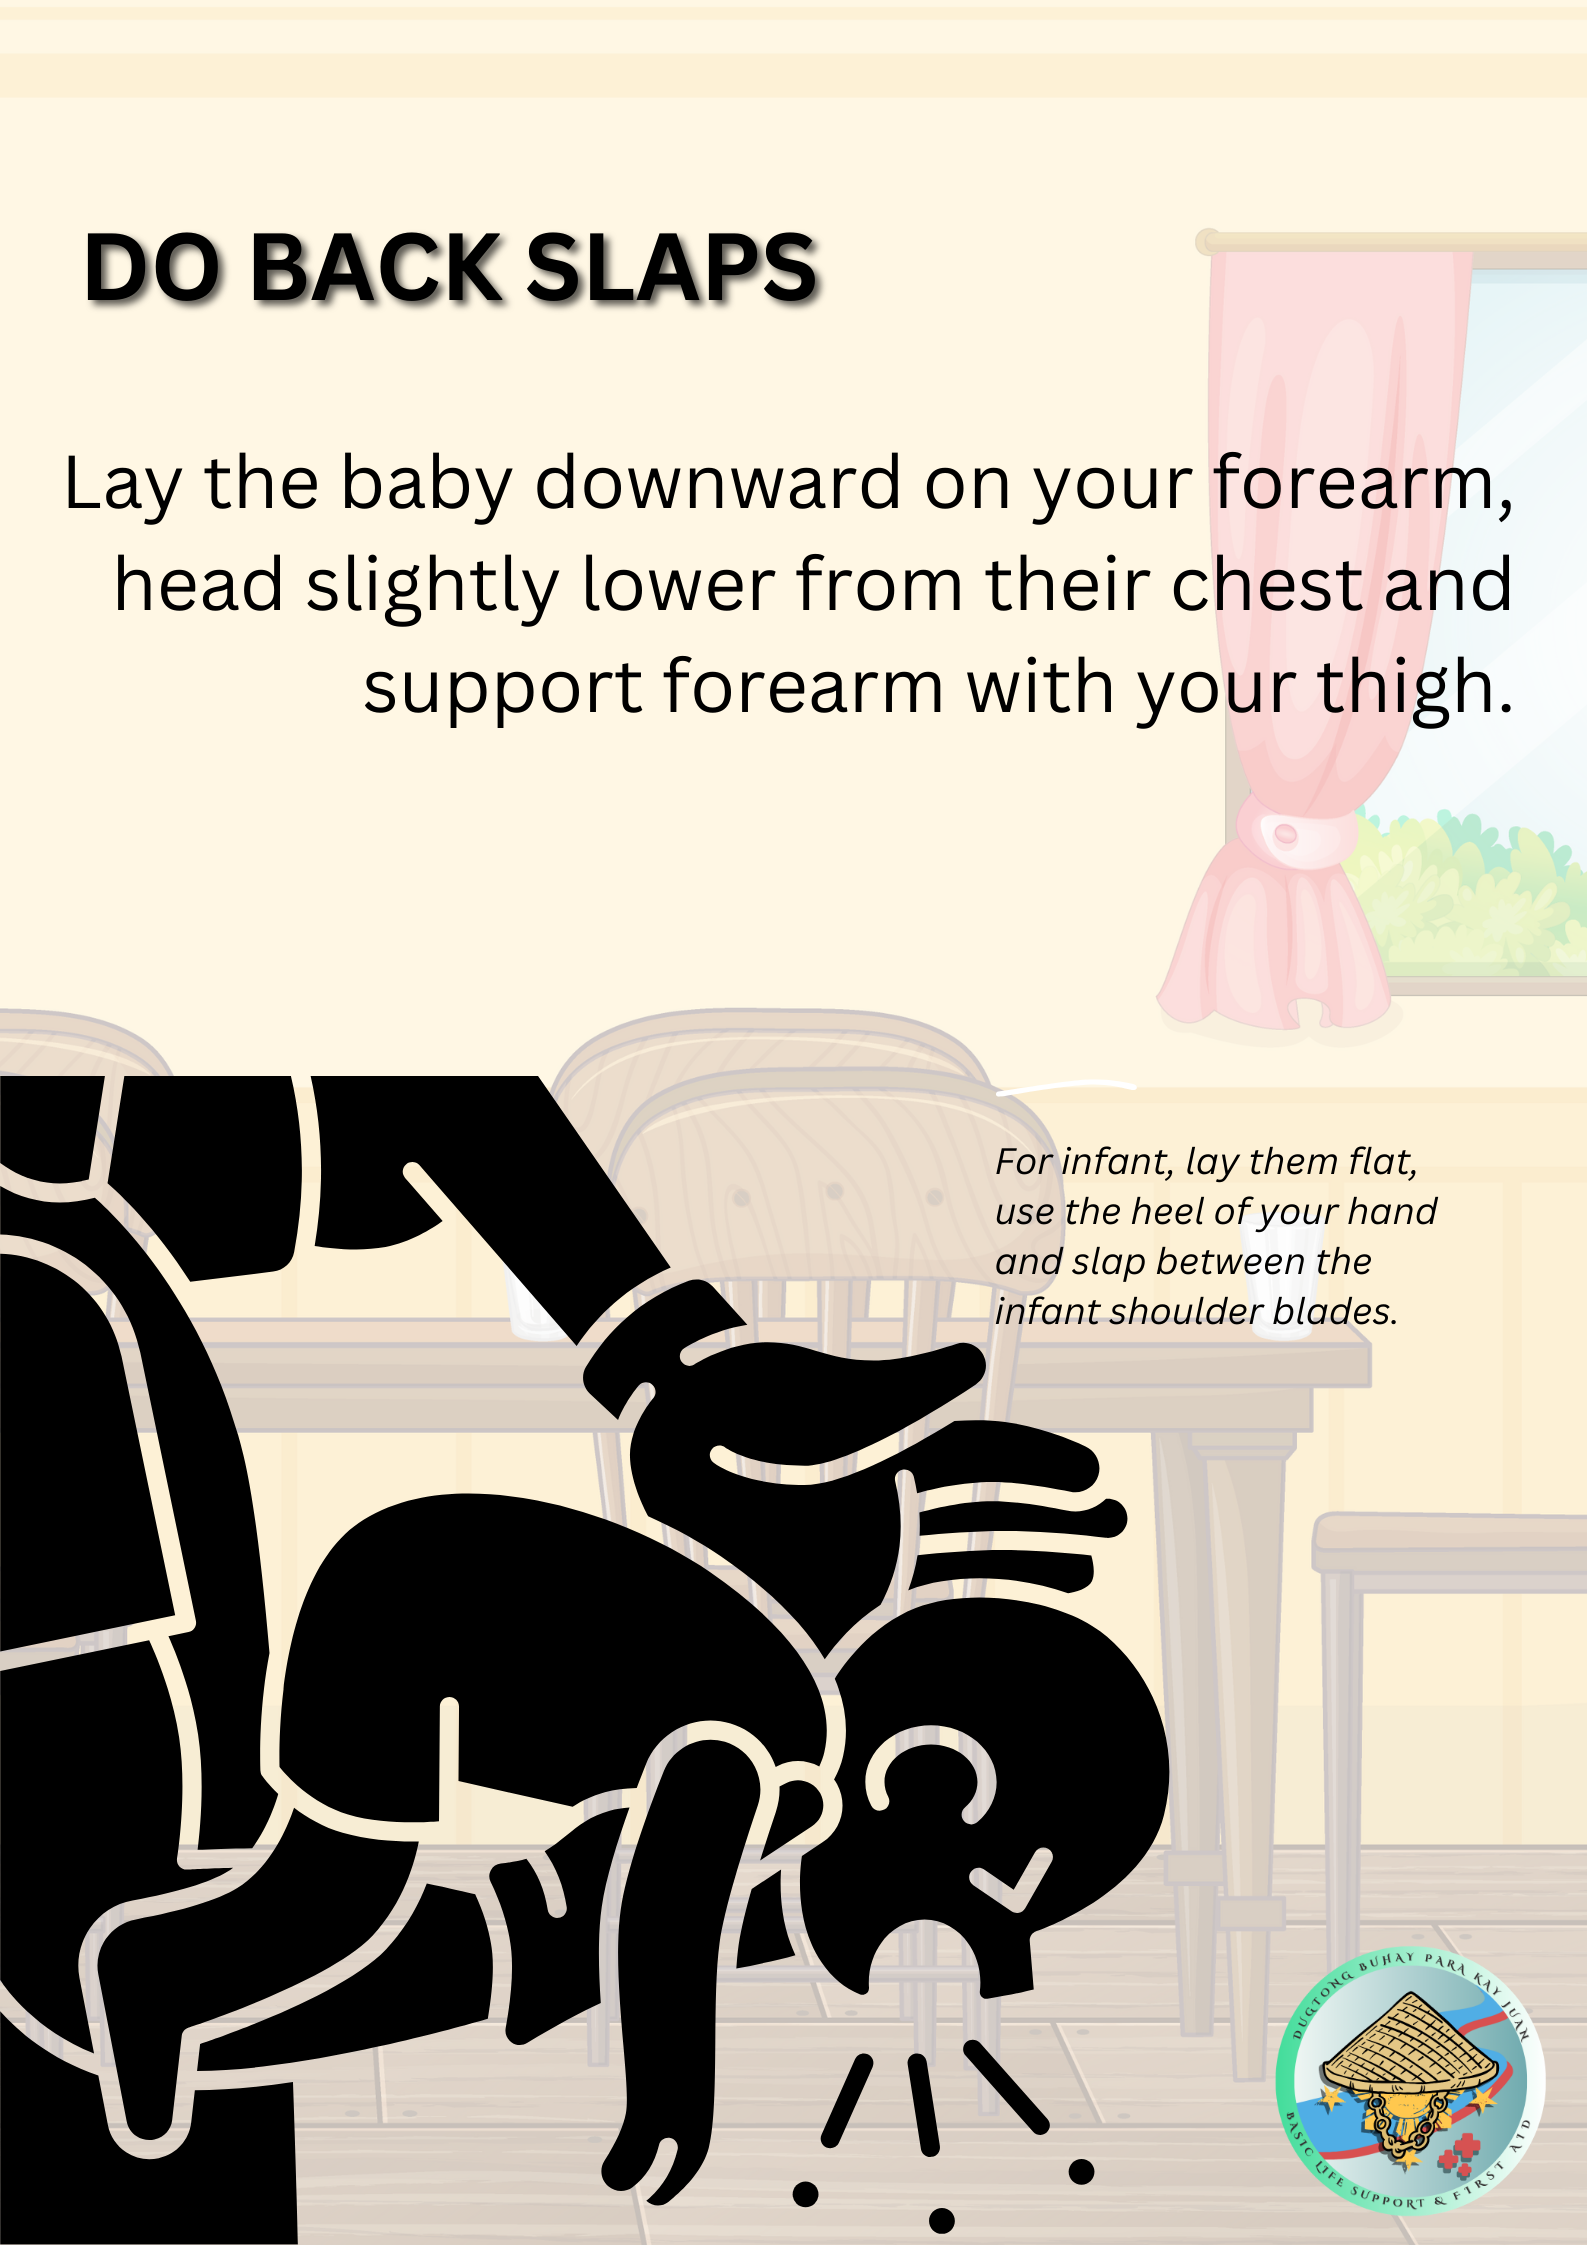 DO BACK SLAPS
Lay the baby downward on your forearm,
head slightly lower from their chest and
support forearm with your thigh.
For infant, lay them flat,
use the heel of your hand
and slap between the
infant shoulder blades.
DUGTONG BUHAY PARA KAY JUAN
BASIC LIFE SUPPORT & FIRST AID